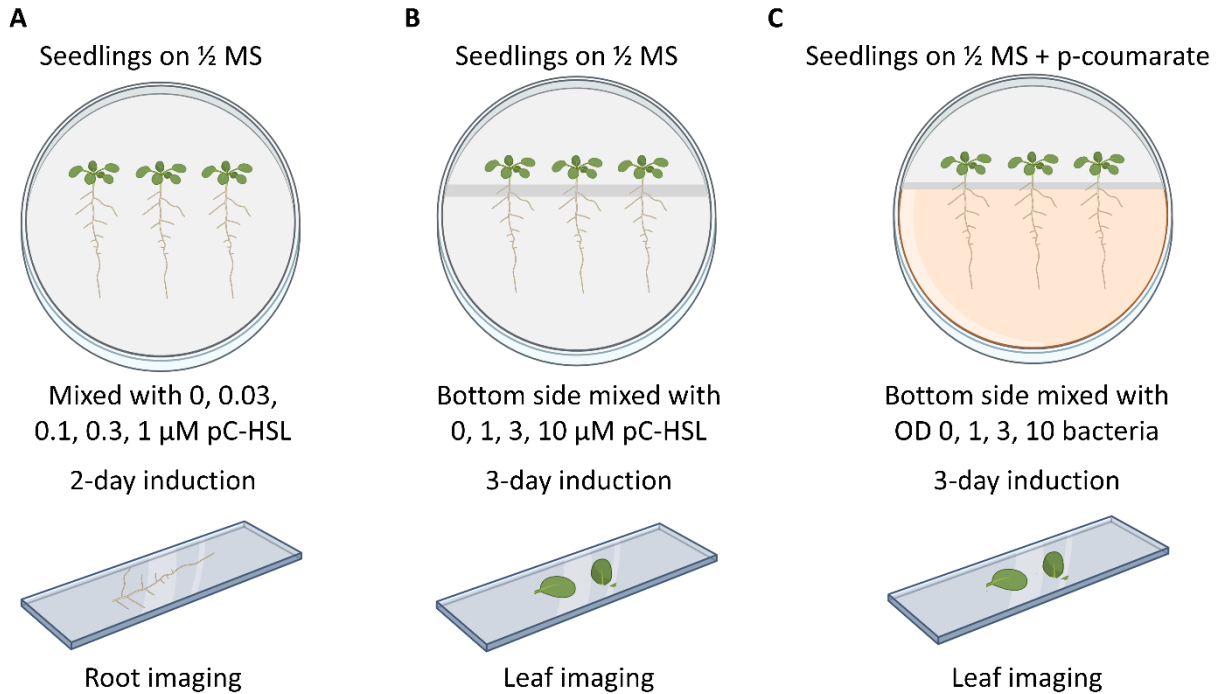 A
Seedlings on ½ MS
Mixed with 0, 0.03,
0.1, 0.3, 1 µM pC-HSL
2-day induction
Root imaging
B
Seedlings on ½ MS
Bottom side mixed with
0, 1, 3, 10 µM pC-HSL
3-day induction
Leaf imaging
C
Seedlings on ½ MS + p-coumarate
Bottom side mixed with
OD 0, 1, 3, 10 bacteria
3-day induction
Leaf imaging